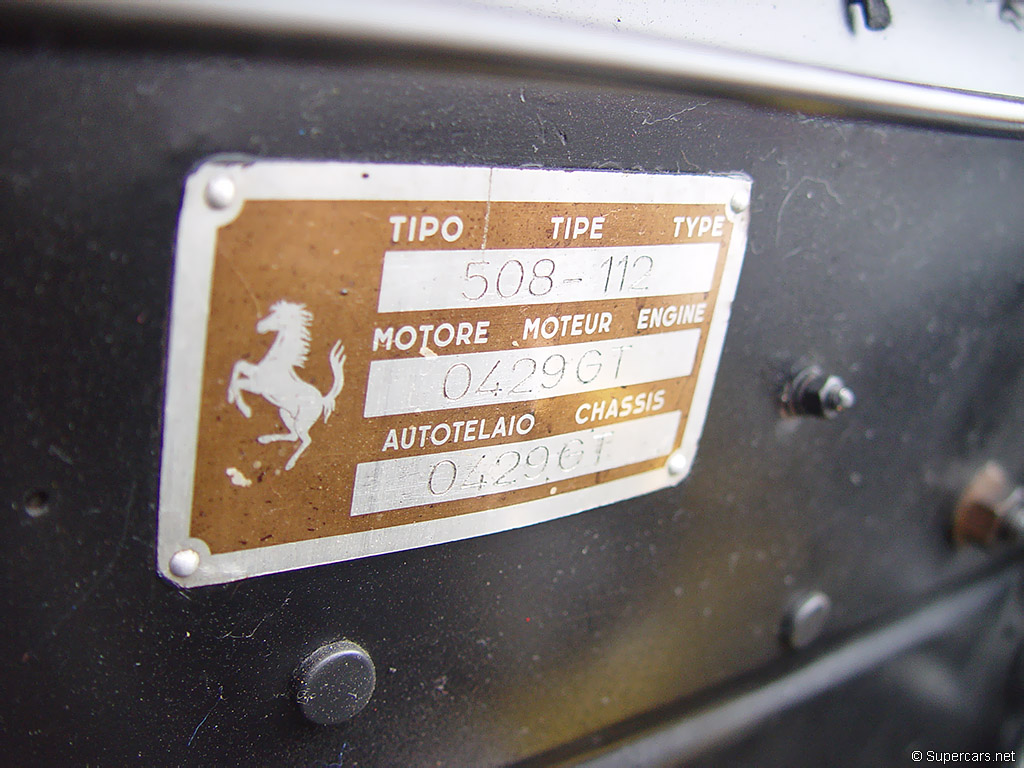 TIPO TIPE TYPE
508-112
MOTORE MOTEUR ENGINE
0429GT
AUTOTELAIO CHASSIS
0429GT
© Supercars.net